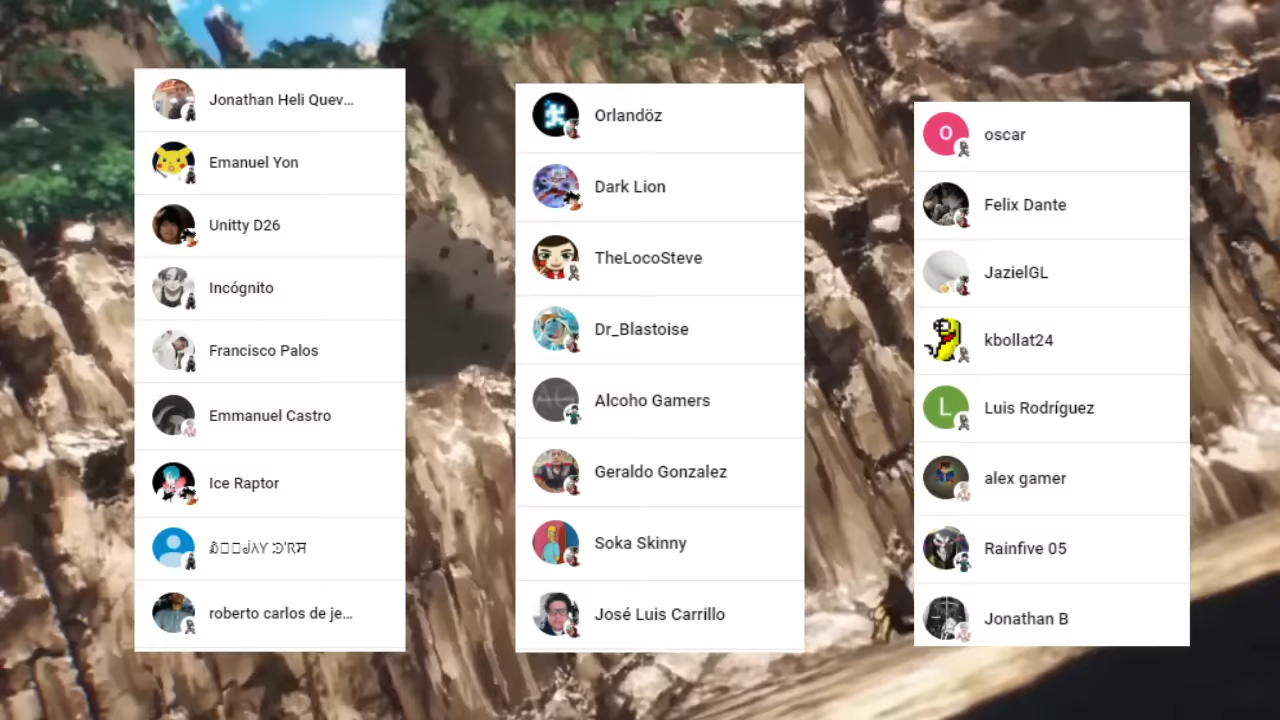 Jonathan Heli Quev...
Emanuel Yon
Unitty D26
Incógnito
Francisco Palos
Emmanuel Castro
Ice Raptor
roberto carlos de je...
Orlandöz
Dark Lion
TheLocoSteve
Dr_Blastoise
Alcoho Gamers
Geraldo Gonzalez
Soka Skinny
José Luis Carrillo
O
oscar
Felix Dante
JazielGL
kbollat24
L
Luis Rodríguez
alex gamer
Rainfive 05
Jonathan B